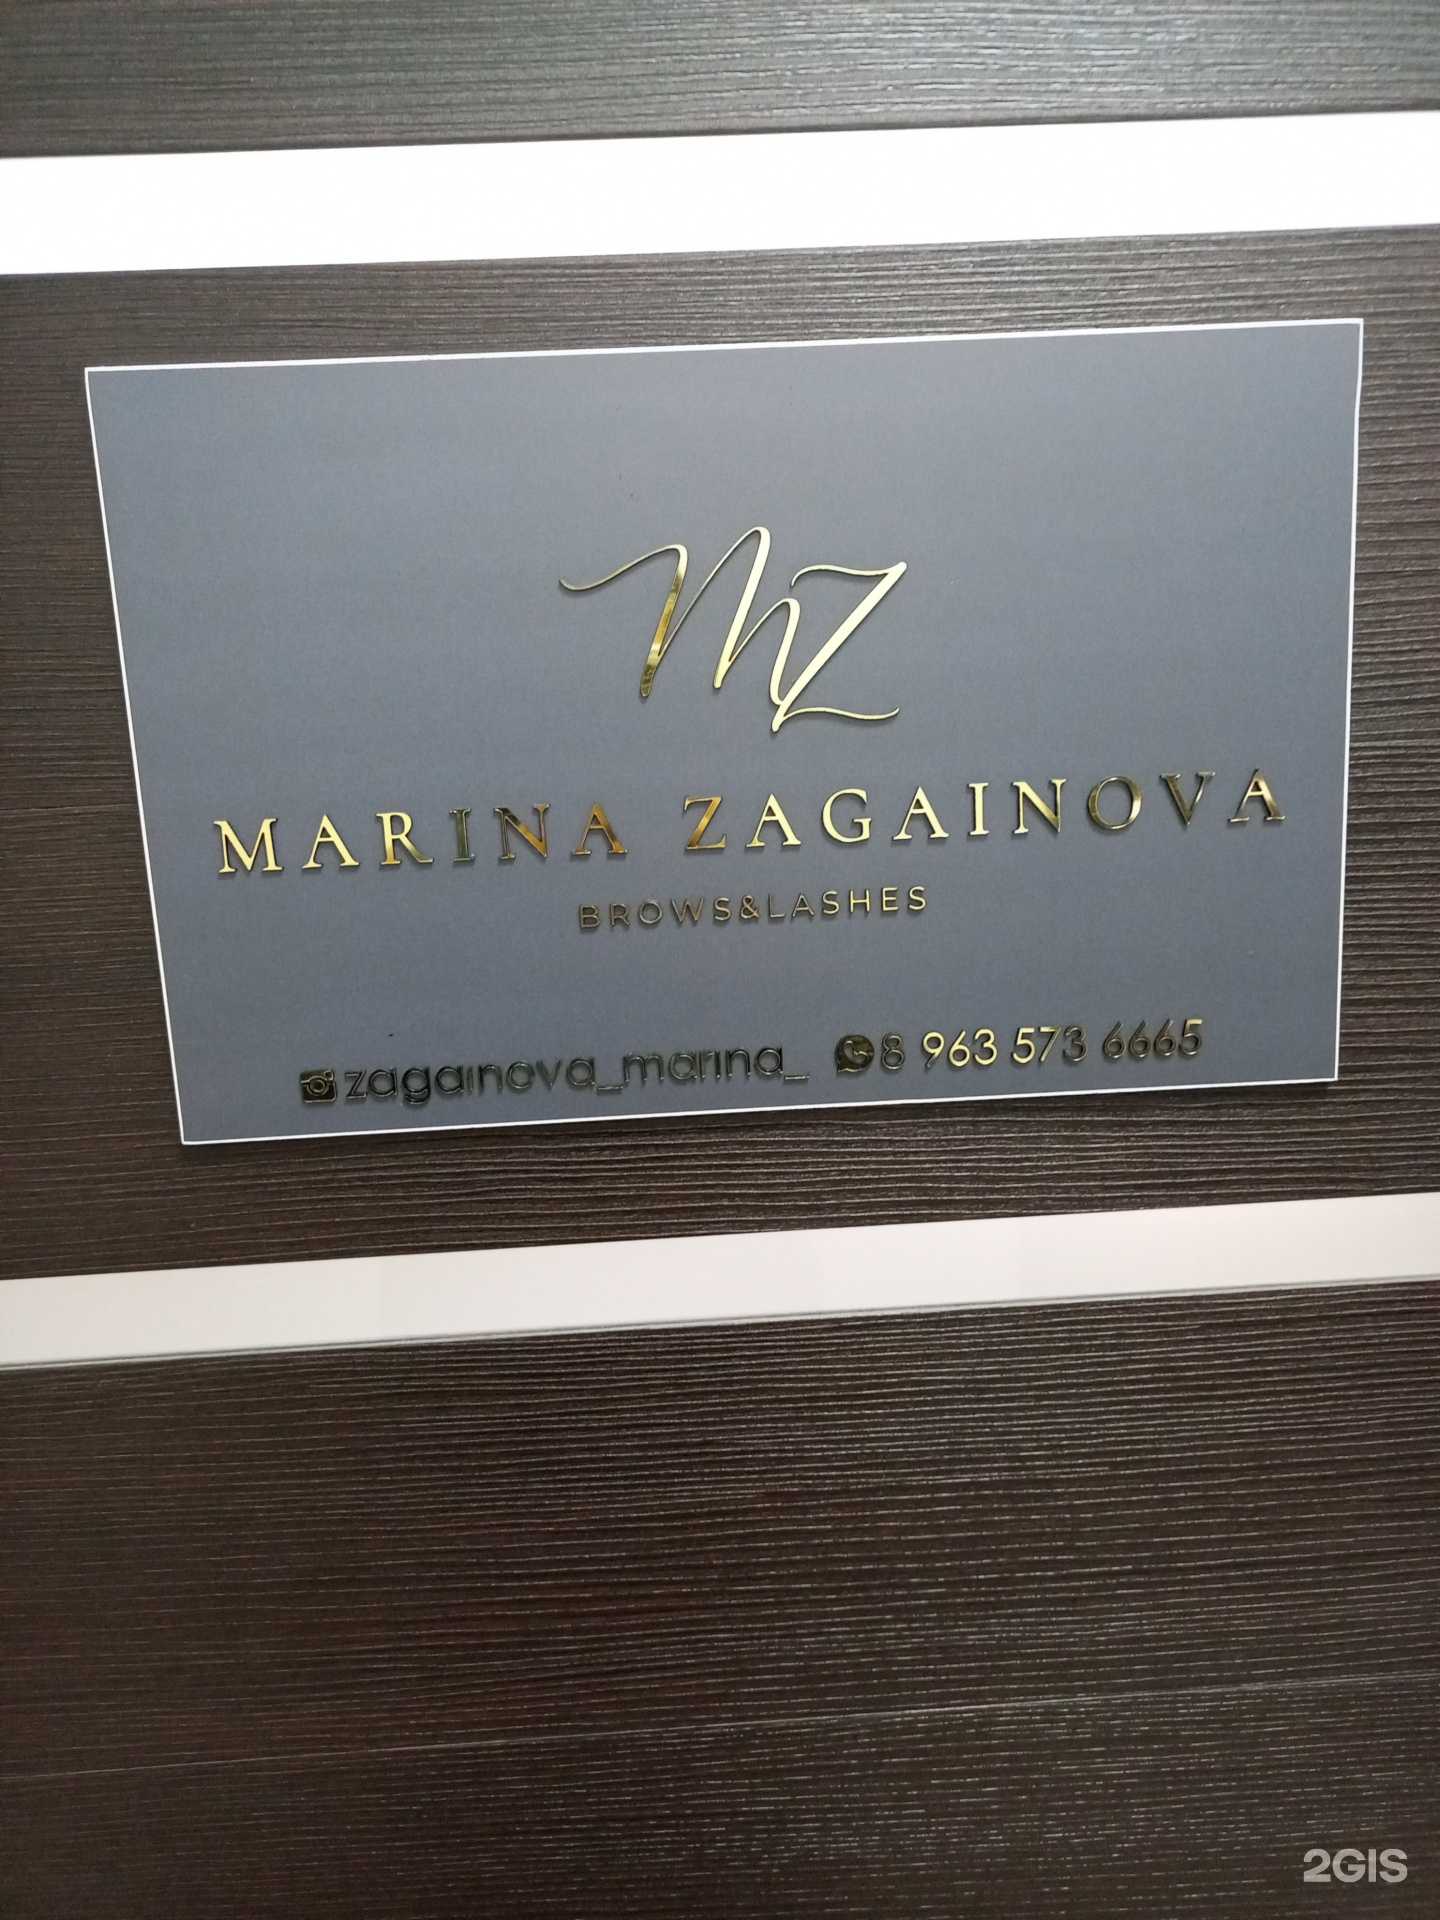 MZ
MARINA ZAGAINOVA
BROWS&LASHES
zagainova_marina_ 8 963 573 6665
2GIS